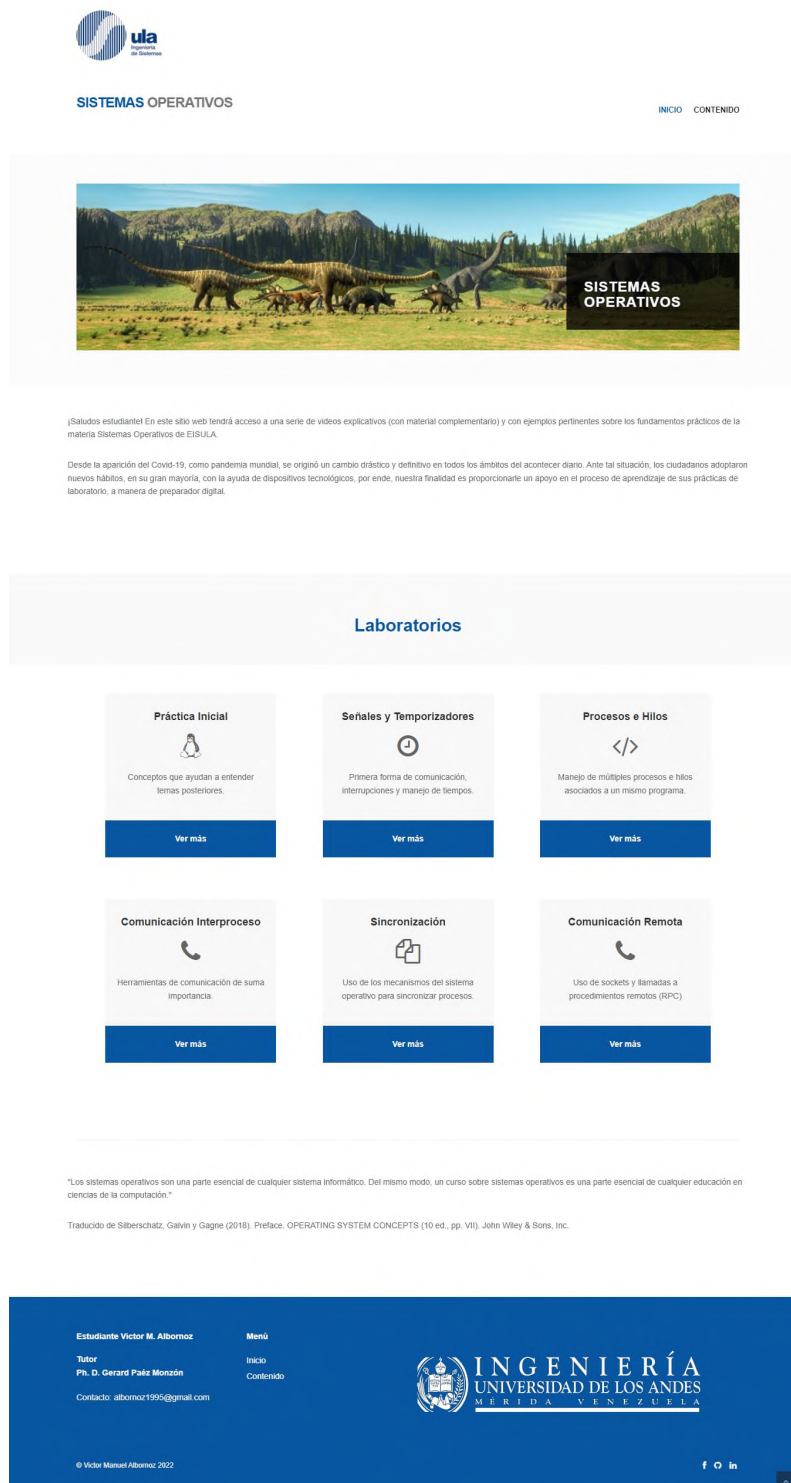 ula
Ingeniería
de Sistemas
SISTEMAS OPERATIVOS
INICIO CONTENIDO
SISTEMAS
OPERATIVOS
¡Saludos estudiante! En este sitio web tendrá acceso a una serie de videos explicativos (con material complementario) y con ejemplos pertinentes sobre los fundamentos prácticos de la
materia Sistemas Operativos de EISULA.
Desde la aparición del Covid-19, como pandemia mundial, se originó un cambio drástico y definitivo en todos los ámbitos del acontecer diario. Ante tal situación, los ciudadanos adoptaron
nuevos hábitos, en su gran mayoría, con la ayuda de dispositivos tecnológicos, por ende, nuestra finalidad es proporcionarle un apoyo en el proceso de aprendizaje de sus prácticas de
laboratorio, a manera de preparador digital.
Laboratorios
Práctica Inicial
Conceptos que ayudan a entender
temas posteriores.
Ver más
Señales y Temporizadores
Primera forma de comunicación,
interrupciones y manejo de tiempos.
Ver más
Procesos e Hilos
Manejo de múltiples procesos e hilos
asociados a un mismo programa.
Ver más
Comunicación Interproceso
Herramientas de comunicación de suma
importancia.
Ver más
Sincronización
Uso de los mecanismos del sistema
operativo para sincronizar procesos.
Ver más
Comunicación Remota
Uso de sockets y llamadas a
procedimientos remotos (RPC)
Ver más
"Los sistemas operativos son una parte esencial de cualquier sistema informático. Del mismo modo, un curso sobre sistemas operativos es una parte esencial de cualquier educación en
ciencias de la computación."
Traducido de Silberschatz, Galvin y Gagne (2018). Preface. OPERATING SYSTEM CONCEPTS (10 ed., pp. VII). John Wiley & Sons, Inc.
Estudiante Víctor M. Albornoz
Tutor
Ph. D. Gerard Paéz Monzón
Contacto: albornoz1995@gmail.com
Menú
Inicio
Contenido
INGENIERÍA
UNIVERSIDAD DE LOS ANDES
MÉRIDA VENEZUELA
© Víctor Manuel Albornoz 2022